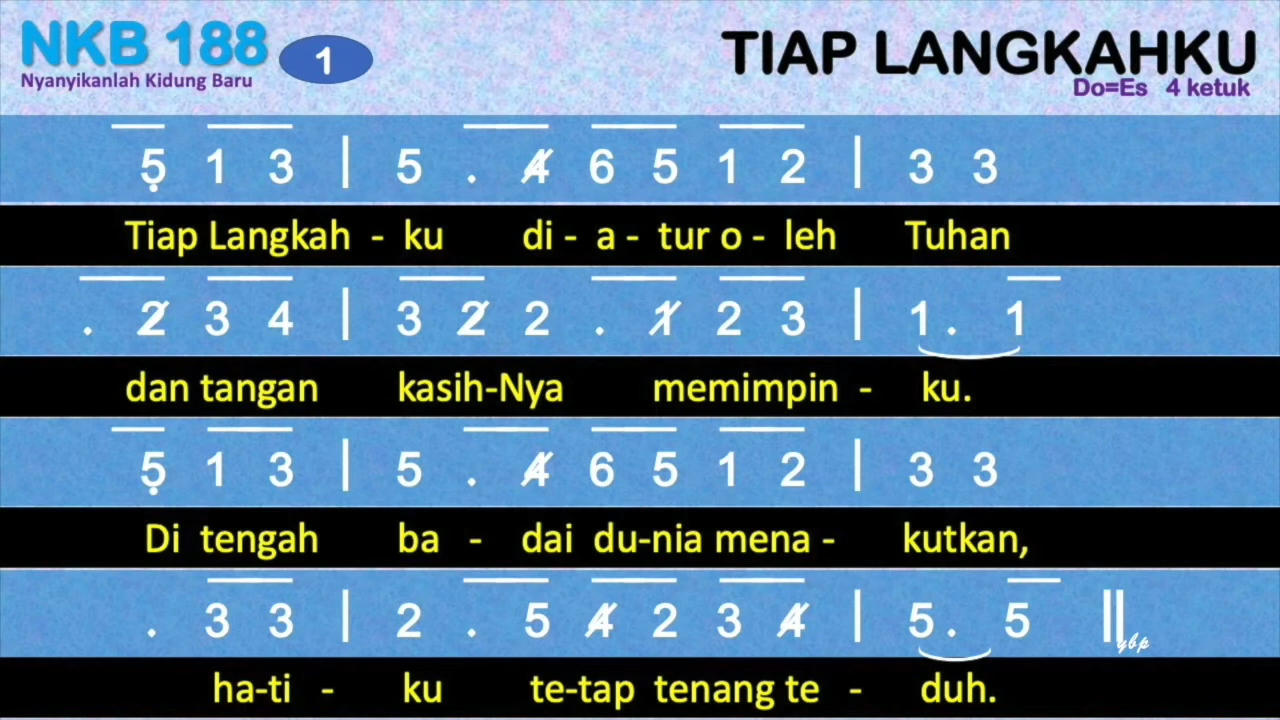 NKB 188 1 TIAP LANGKAHKU
Nyanyikanlah Kidung Baru Do=Es 4 ketuk
5̣ 1 3 | 5 . 4̸ 6 5 1 2 | 3 3
Tiap Langkah - ku di - a - tur o - leh Tuhan
. 2̸ 3 4 | 3 2̸ 2 . 1̸ 2 3 | 1 . 1
dan tangan kasih-Nya memimpin - ku.
5̣ 1 3 | 5 . 4̸ 6 5 1 2 | 3 3
Di tengah ba - dai du-nia mena - kutkan,
. 3 3 | 2 . 5 4̸ 2 3 4̸ | 5 . 5 ||
ybp
ha-ti - ku te-tap tenang te - duh.